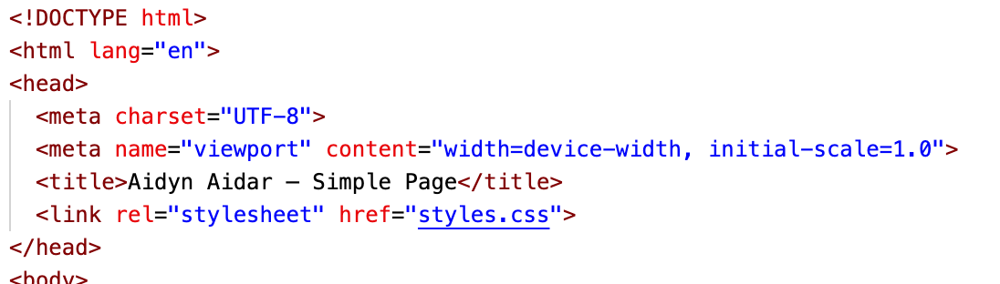 <!DOCTYPE html>
<html lang="en">
<head>
<meta charset="UTF-8">
<meta name="viewport" content="width=device-width, initial-scale=1.0">
<title>Aidyn Aidar — Simple Page</title>
<link rel="stylesheet" href="styles.css">
</head>
<body>